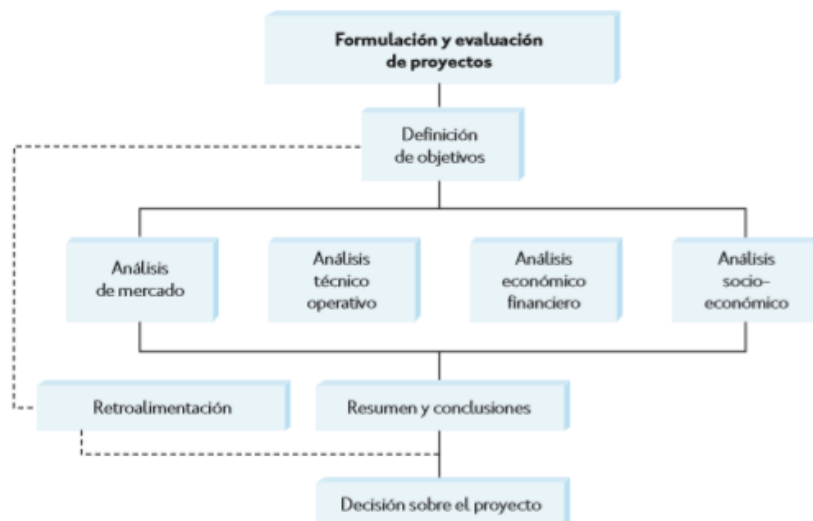 Formulación y evaluación
de proyectos
Definición
de objetivos
Análisis
de mercado
Análisis
técnico
operativo
Análisis
económico
financiero
Análisis
socio–
económico
Retroalimentación
Resumen y conclusiones
Decisión sobre el proyecto